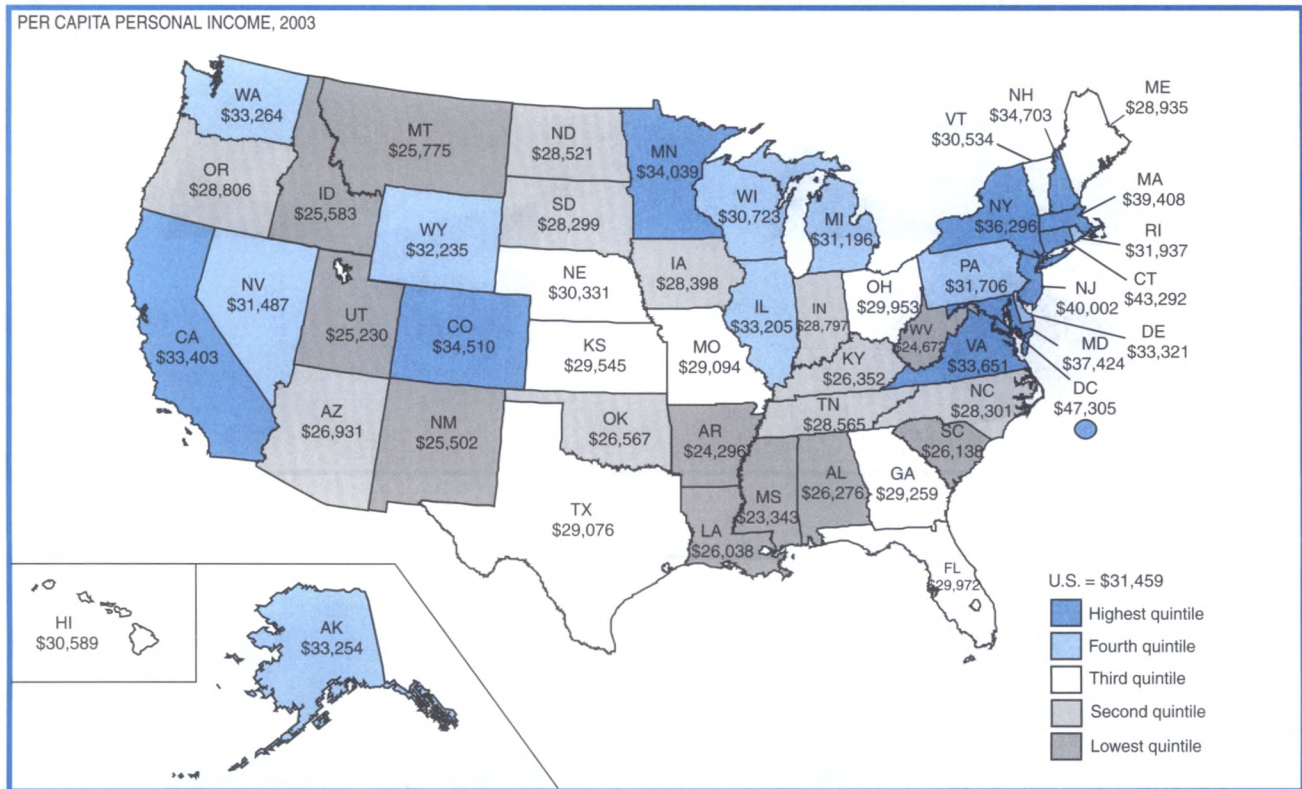 PER CAPITA PERSONAL INCOME, 2003
WA
$33,264
OR
$28,806
CA
$33,403
NV
$31,487
ID
$25,583
MT
$25,775
WY
$32,235
UT
$25,230
AZ
$26,931
CO
$34,510
NM
$25,502
ND
$28,521
SD
$28,299
NE
$30,331
KS
$29,545
OK
$26,567
TX
$29,076
MN
$34,039
IA
$28,398
MO
$29,094
AR
$24,296
LA
$26,038
WI
$30,723
IL
$33,205
MI
$31,196
IN
$28,797
OH
$29,953
KY
$26,352
TN
$28,565
MS
$23,343
AL
$26,276
GA
$29,259
FL
$29,972
SC
$26,138
NC
$28,301
VA
$33,651
WV
$24,672
PA
$31,706
NY
$36,296
VT
$30,534
NH
$34,703
ME
$28,935
MA
$39,408
RI
$31,937
CT
$43,292
NJ
$40,002
DE
$33,321
MD
$37,424
DC
$47,305
HI
$30,589
AK
$33,254
U.S. = $31,459
Highest quintile
Fourth quintile
Third quintile
Second quintile
Lowest quintile